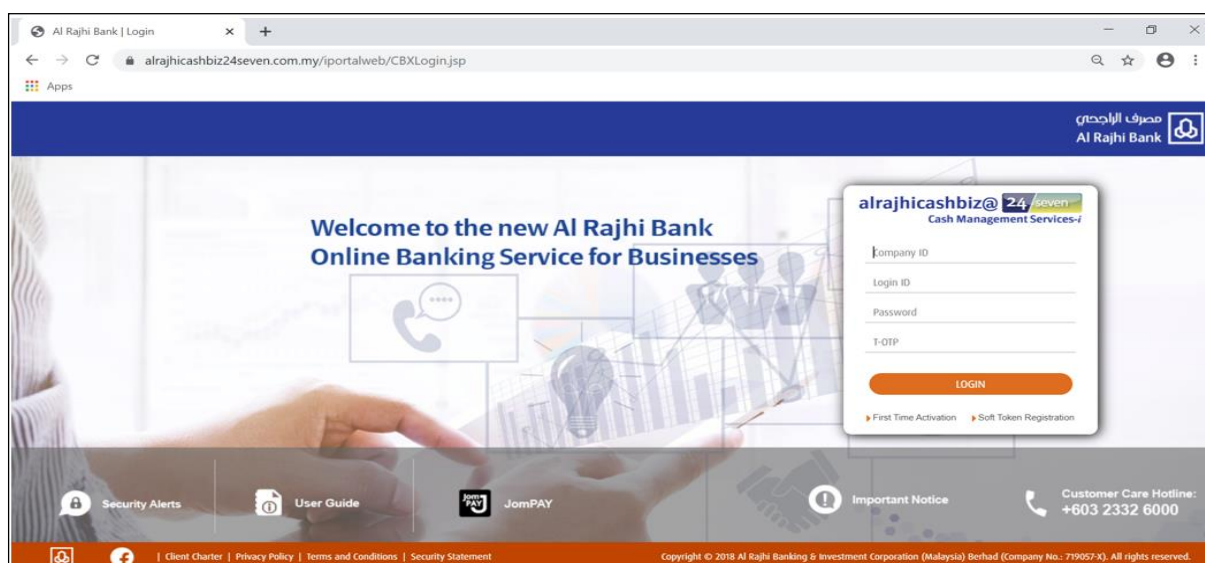 Al Rajhi Bank | Login
alrajhicashbiz24seven.com.my/iportalweb/CBXLogin.jsp
Apps
مصرف الراجحي
Al Rajhi Bank
Welcome to the new Al Rajhi Bank
Online Banking Service for Businesses
alrajhicashbiz@ 24 seven
Cash Management Services-i
Company ID
Login ID
Password
T-OTP
LOGIN
First Time Activation
Soft Token Registration
Security Alerts
User Guide
Jom PAY
JomPAY
Important Notice
Customer Care Hotline:
+603 2332 6000
| Client Charter | Privacy Policy | Terms and Conditions | Security Statement
Copyright © 2018 Al Rajhi Banking & Investment Corporation (Malaysia) Berhad (Company No.: 719057-X). All rights reserved.